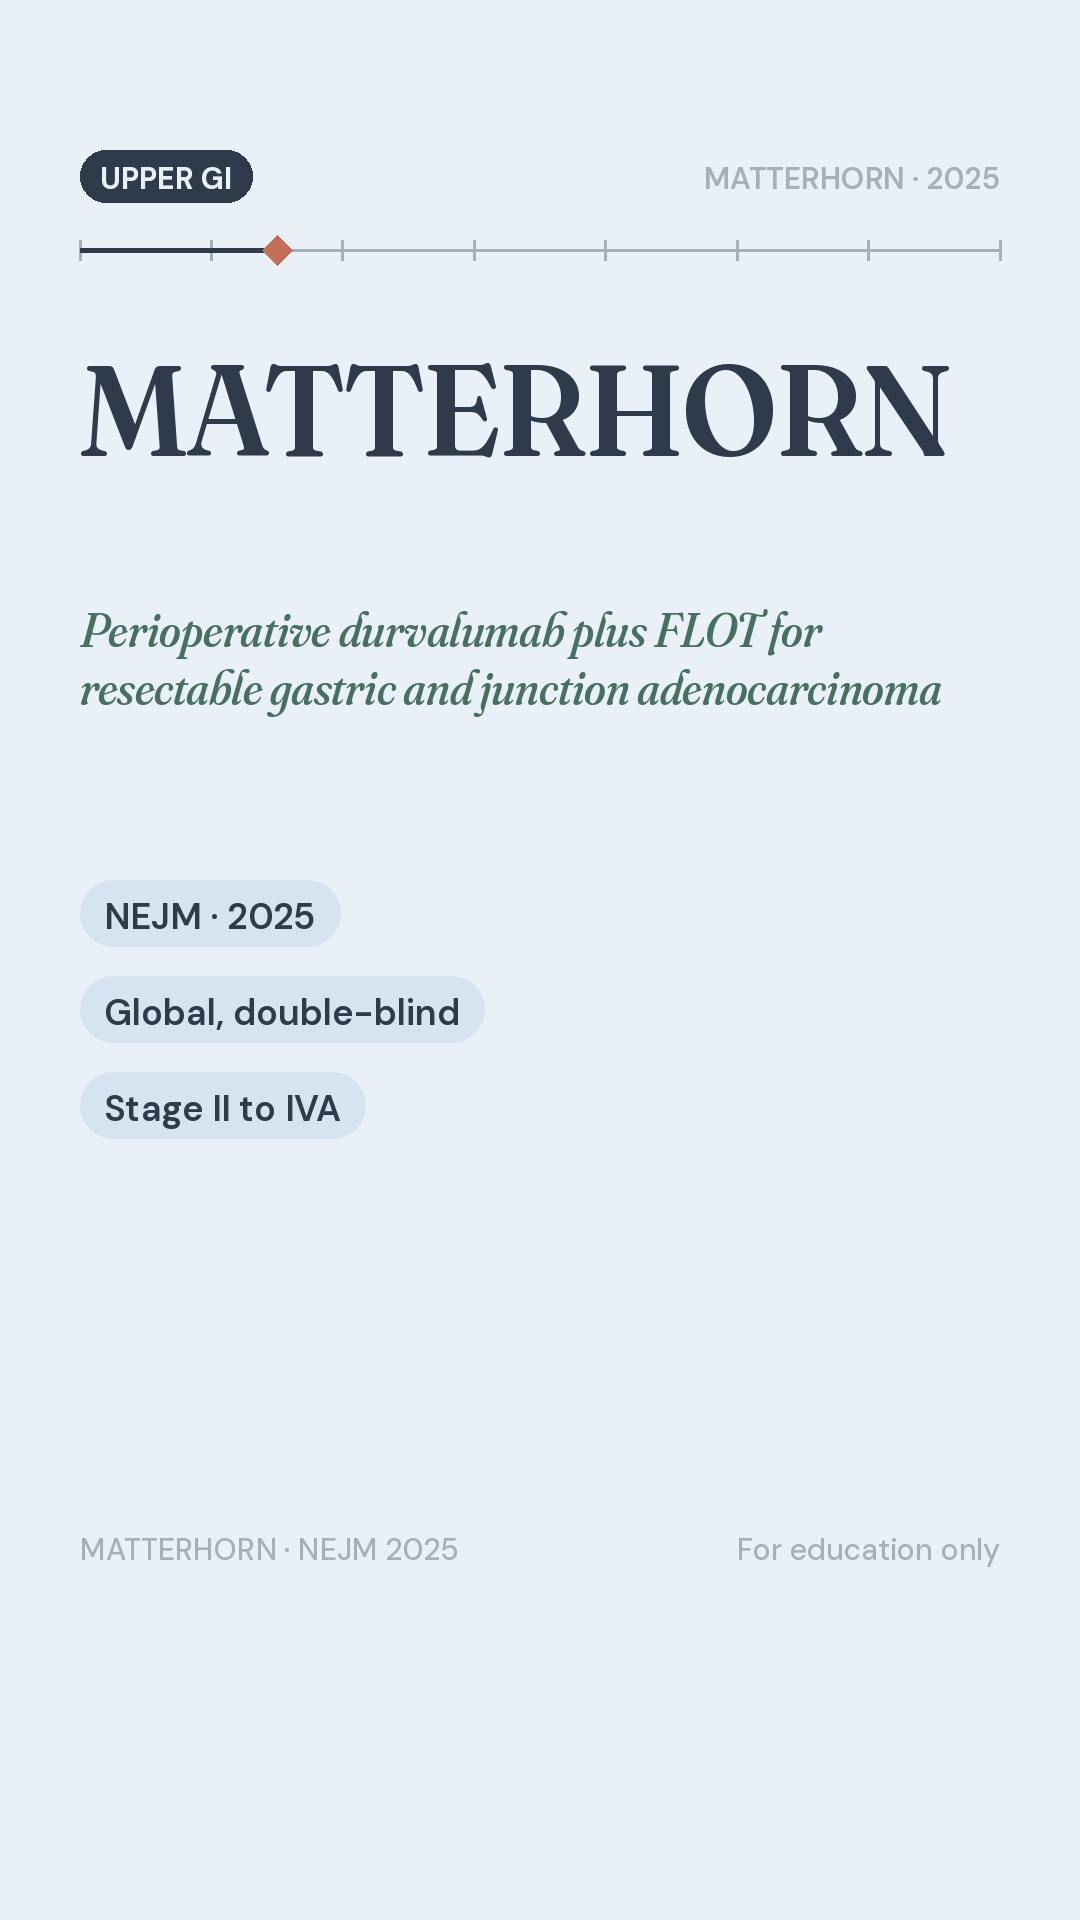 UPPER GI
MATTERHORN · 2025
MATTERHORN
Perioperative durvalumab plus FLOT for
resectable gastric and junction adenocarcinoma
NEJM · 2025
Global, double-blind
Stage II to IVA
MATTERHORN · NEJM 2025
For education only